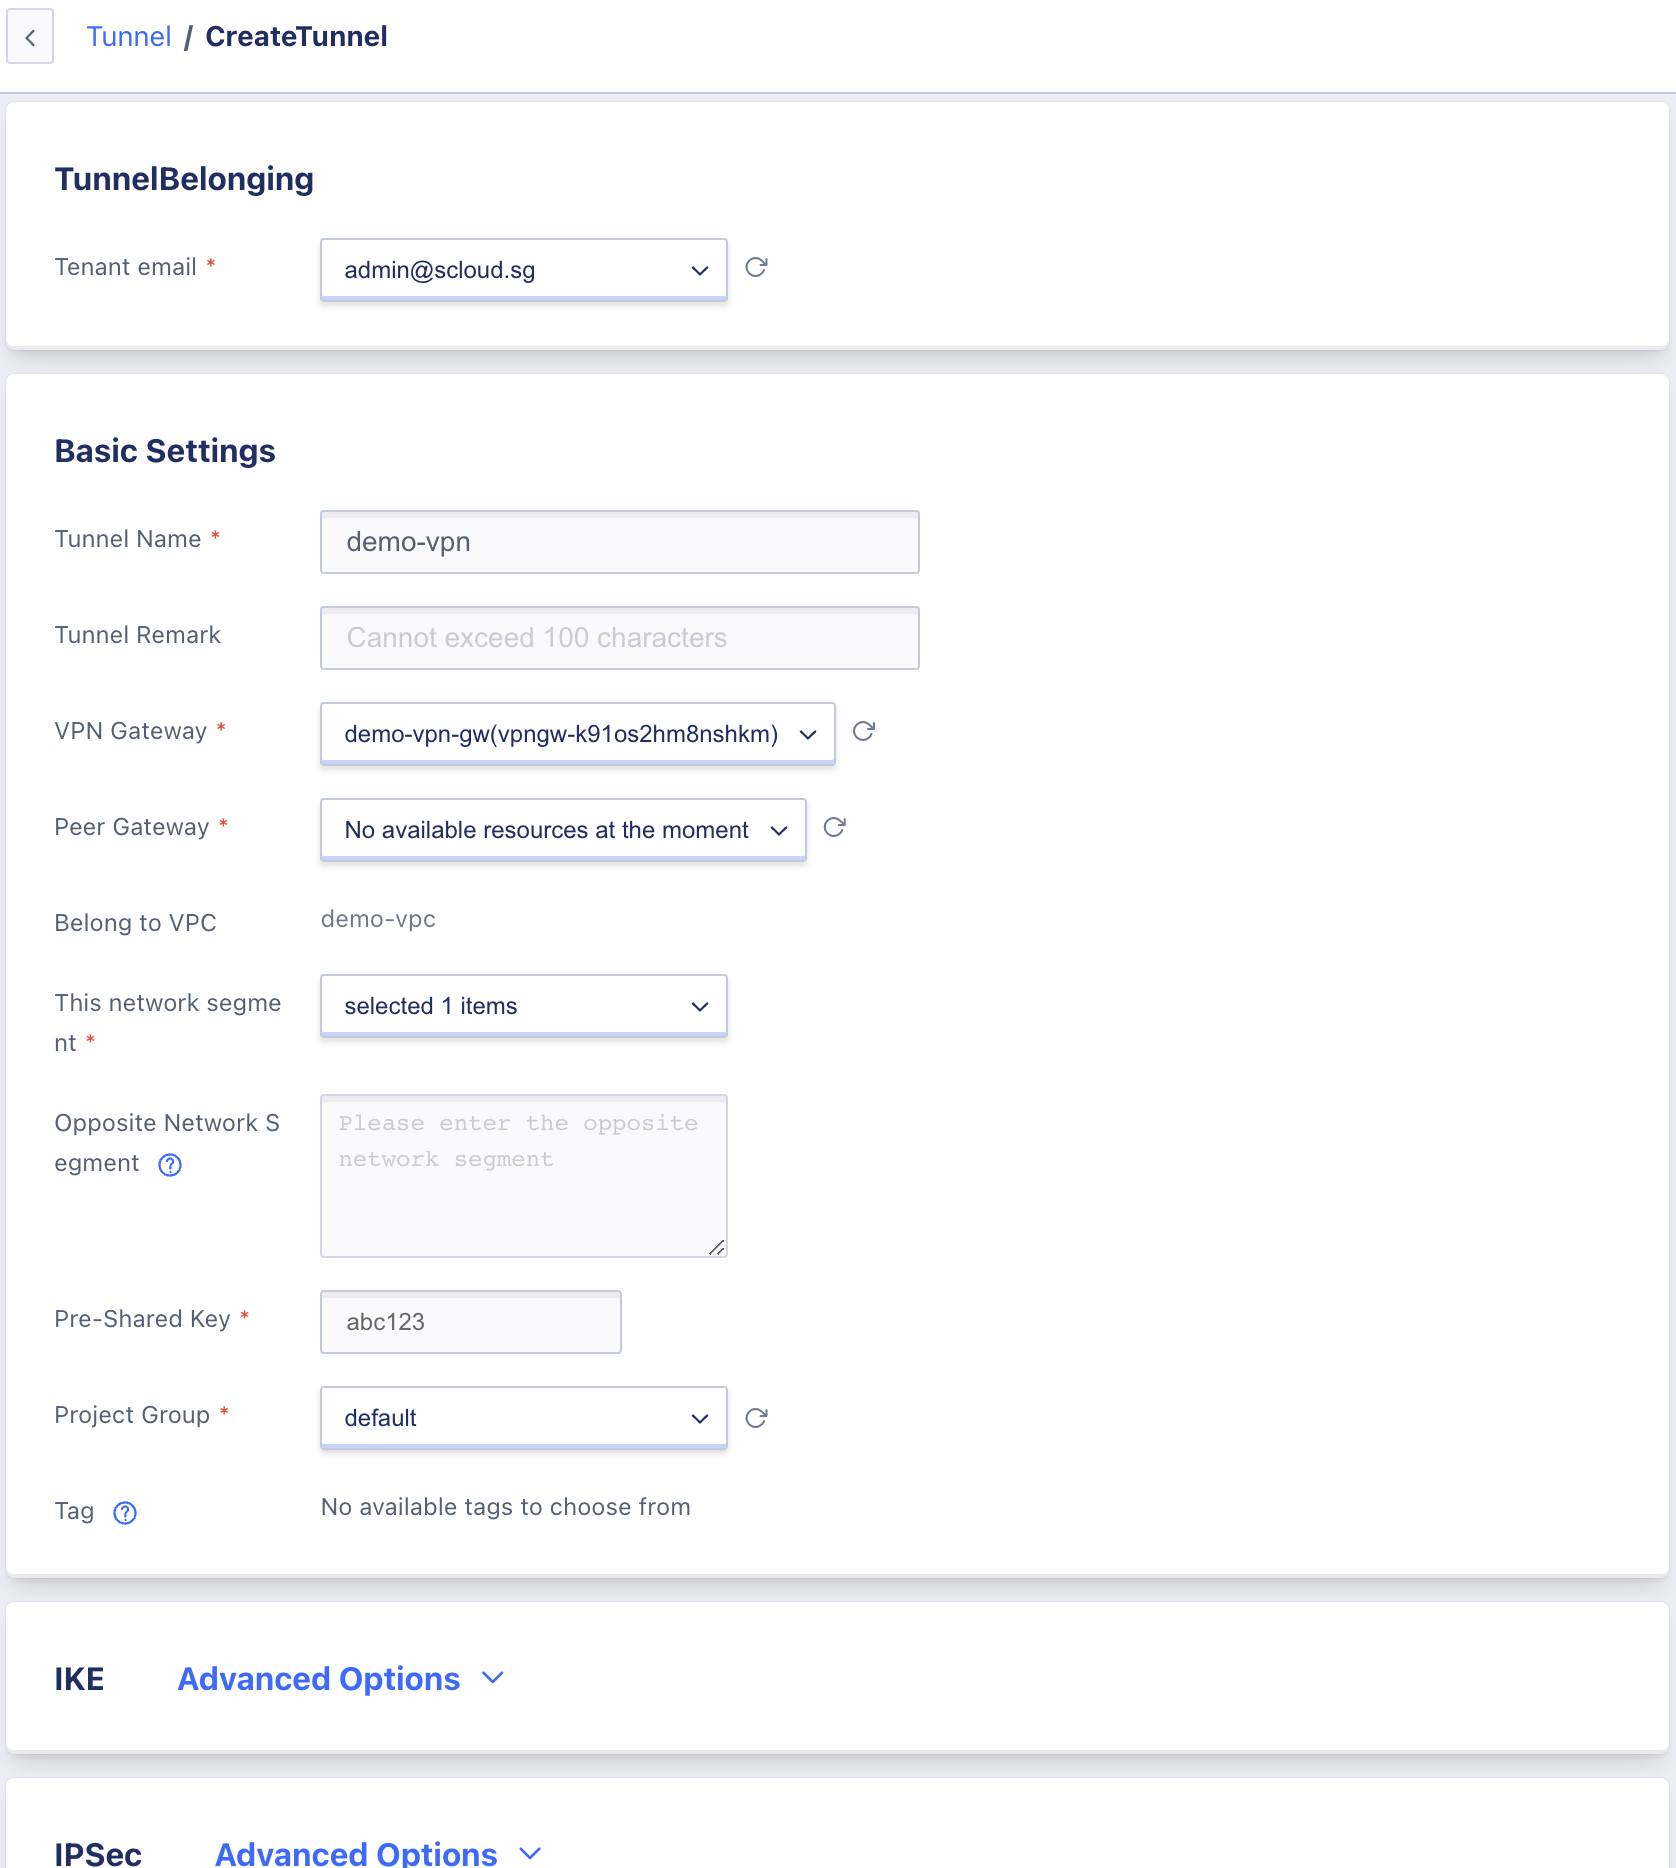 Tunnel / CreateTunnel
TunnelBelonging
Tenant email *
admin@scloud.sg
Basic Settings
Tunnel Name *
demo-vpn
Tunnel Remark
Cannot exceed 100 characters
VPN Gateway *
demo-vpn-gw(vpngw-k91os2hm8nshkm)
Peer Gateway *
No available resources at the moment
Belong to VPC
demo-vpc
This network segme
nt *
selected 1 items
Opposite Network S
egment
Please enter the opposite
network segment
Pre-Shared Key *
abc123
Project Group *
default
Tag
No available tags to choose from
IKE Advanced Options
IPSec Advanced Options